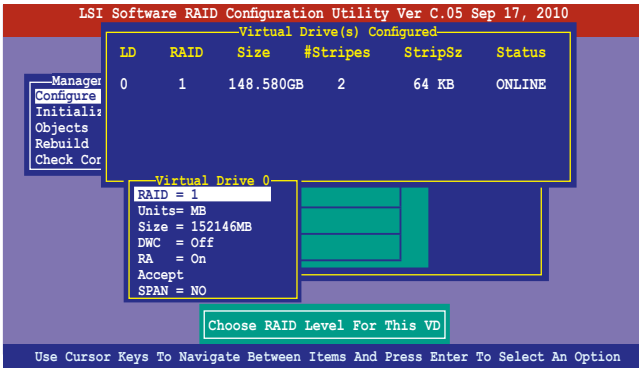 LSI Software RAID Configuration Utility Ver C.05 Sep 17, 2010
Virtual Drive(s) Configured
LD RAID Size #Stripes StripSz Status
0 1 148.580GB 2 64 KB ONLINE
Manager
Configure
Initializ
Objects
Rebuild
Check Con
Virtual Drive 0
RAID = 1
Units= MB
Size = 152146MB
DWC = Off
RA = On
Accept
SPAN = NO
Choose RAID Level For This VD
Use Cursor Keys To Navigate Between Items And Press Enter To Select An Option